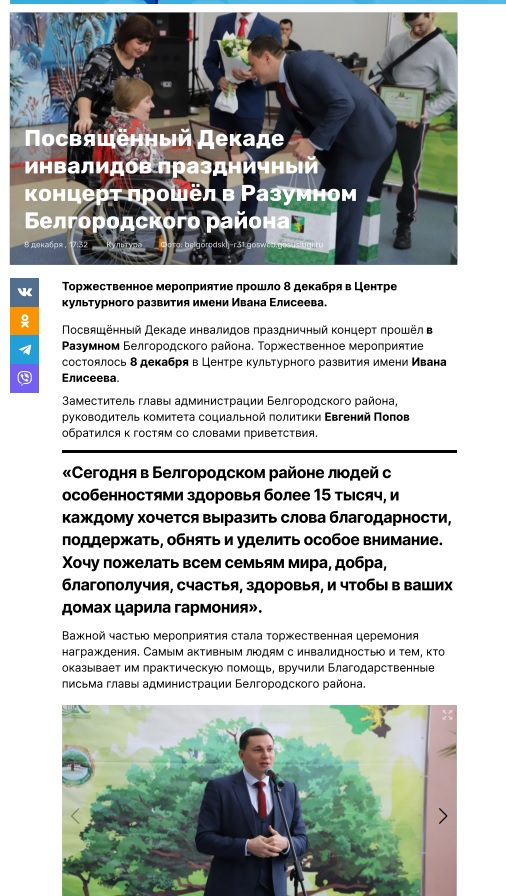 Посвящённый Декаде
инвалидов праздничный
концерт прошёл в Разумном
Белгородского района
8 декабря , 17:32 Культура Фото: belgorodskij-r31.gosweb.gosuslugi.ru
Торжественное мероприятие прошло 8 декабря в Центре
культурного развития имени Ивана Елисеева.
Посвящённый Декаде инвалидов праздничный концерт прошёл в
Разумном Белгородского района. Торжественное мероприятие
состоялось 8 декабря в Центре культурного развития имени Ивана
Елисеева.
Заместитель главы администрации Белгородского района,
руководитель комитета социальной политики Евгений Попов
обратился к гостям со словами приветствия.
«Сегодня в Белгородском районе людей с
особенностями здоровья более 15 тысяч, и
каждому хочется выразить слова благодарности,
поддержать, обнять и уделить особое внимание.
Хочу пожелать всем семьям мира, добра,
благополучия, счастья, здоровья, и чтобы в ваших
домах царила гармония».
Важной частью мероприятия стала торжественная церемония
награждения. Самым активным людям с инвалидностью и тем, кто
оказывает им практическую помощь, вручили Благодарственные
письма главы администрации Белгородского района.